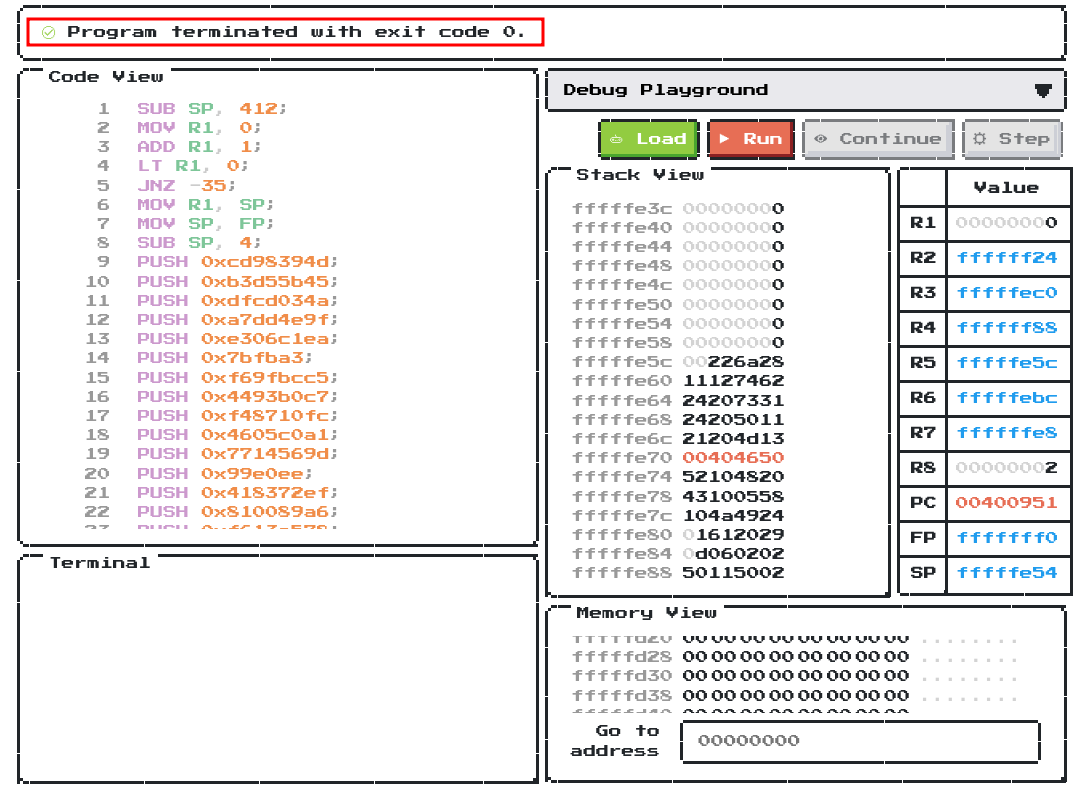 Program terminated with exit code 0.
Code View
1 SUB SP, 412;
2 MOV R1, 0;
3 ADD R1, 1;
4 LT R1, 0;
5 JNZ -35;
6 MOV R1, SP;
7 MOV SP, FP;
8 SUB SP, 4;
9 PUSH 0xcd98394d;
10 PUSH 0xb3d55b45;
11 PUSH 0xdfcd034a;
12 PUSH 0xa7dd4e9f;
13 PUSH 0xe306c1ea;
14 PUSH 0x7bfba3;
15 PUSH 0xf69fbcc5;
16 PUSH 0x4493b0c7;
17 PUSH 0xf48710fc;
18 PUSH 0x4605c0a1;
19 PUSH 0x7714569d;
20 PUSH 0x99e0ee;
21 PUSH 0x418372ef;
22 PUSH 0x810089a6;
Terminal
Debug Playground
Load Run Continue Step
Stack View
fffffe3c 00000000
fffffe40 00000000
fffffe44 00000000
fffffe48 00000000
fffffe4c 00000000
fffffe50 00000000
fffffe54 00000000
fffffe58 00000000
fffffe5c 00226a28
fffffe60 11127462
fffffe64 24207331
fffffe68 24205011
fffffe6c 21204d13
fffffe70 00404650
fffffe74 52104820
fffffe78 43100558
fffffe7c 104a4924
fffffe80 01612029
fffffe84 0d060202
fffffe88 50115002
Value
R1 00000000
R2 ffffff24
R3 fffffec0
R4 ffffff88
R5 fffffe5c
R6 fffffebc
R7 ffffffe8
R8 00000002
PC 00400951
FP fffffff0
SP fffffe54
Memory View
fffffd20 00 00 00 00 00 00 00 00 ........
fffffd28 00 00 00 00 00 00 00 00 ........
fffffd30 00 00 00 00 00 00 00 00 ........
fffffd38 00 00 00 00 00 00 00 00 ........
Go to
address
00000000